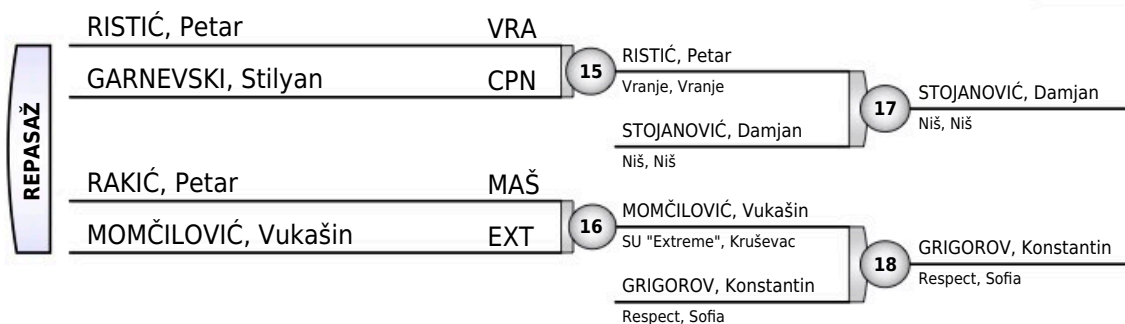 REPASAŽ
RISTIĆ, Petar VRA
GARNEVSKI, Stilyan CPN
15
RISTIĆ, Petar
Vranje, Vranje
STOJANOVIĆ, Damjan
Niš, Niš
17
STOJANOVIĆ, Damjan
Niš, Niš
RAKIĆ, Petar MAŠ
MOMČILOVIĆ, Vukašin EXT
16
MOMČILOVIĆ, Vukašin
SU "Extreme", Kruševac
GRIGOROV, Konstantin
Respect, Sofia
18
GRIGOROV, Konstantin
Respect, Sofia